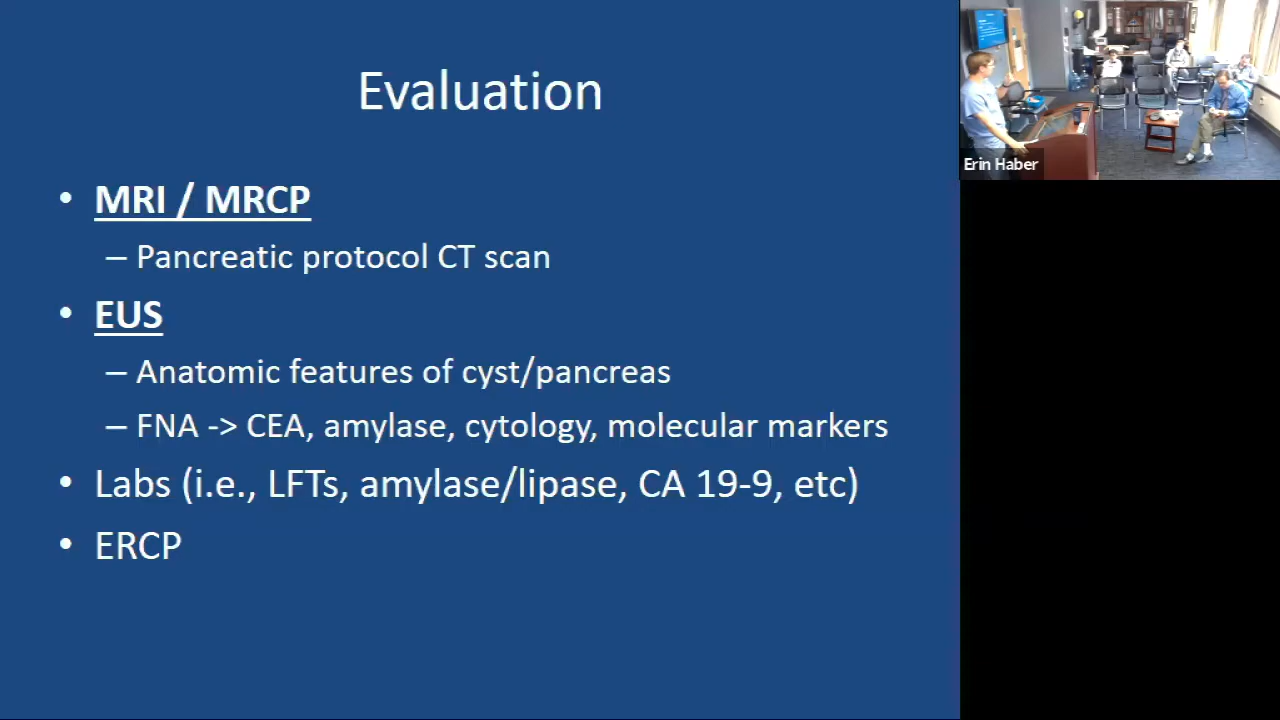 Evaluation
• MRI / MRCP
– Pancreatic protocol CT scan
• EUS
– Anatomic features of cyst/pancreas
– FNA -> CEA, amylase, cytology, molecular markers
• Labs (i.e., LFTs, amylase/lipase, CA 19-9, etc)
• ERCP
Erin Haber